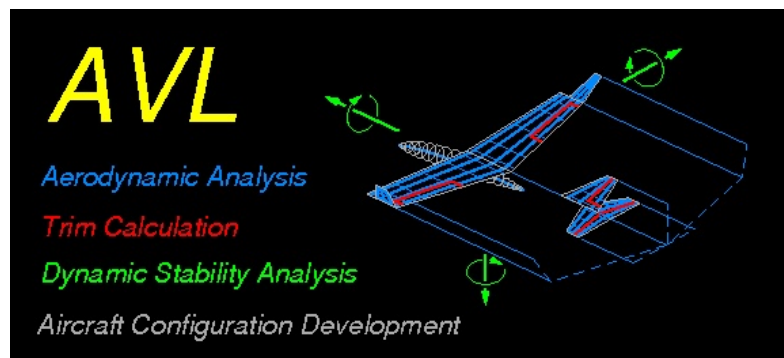 AVL
Aerodynamic Analysis
Trim Calculation
Dynamic Stability Analysis
Aircraft Configuration Development